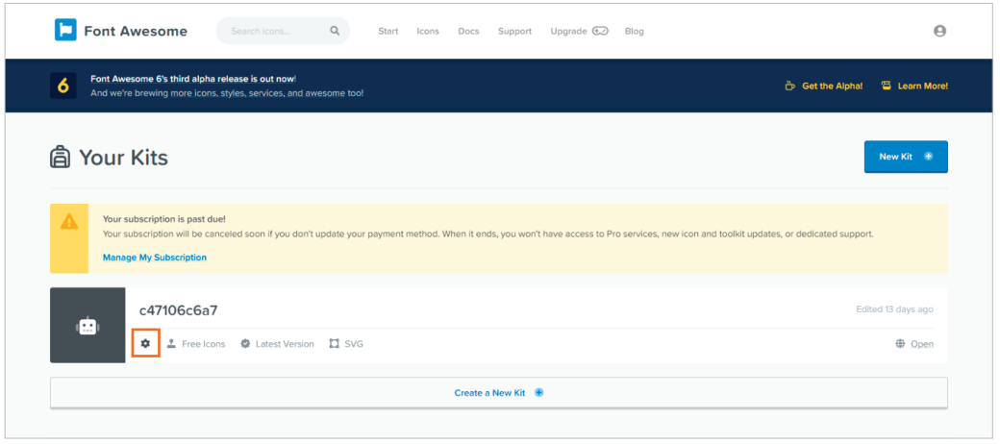 Font Awesome
Search icons...
Start Icons Docs Support Upgrade Blog
6
Font Awesome 6's third alpha release is out now!
And we're brewing more icons, styles, services, and awesome too!
Get the Alpha! Learn More!
Your Kits
New Kit
Your subscription is past due!
Your subscription will be canceled soon if you don't update your payment method. When it ends, you won't have access to Pro services, new icon and toolkit updates, or dedicated support.
Manage My Subscription
c47106c6a7
Edited 13 days ago
Free Icons Latest Version SVG
Open
Create a New Kit